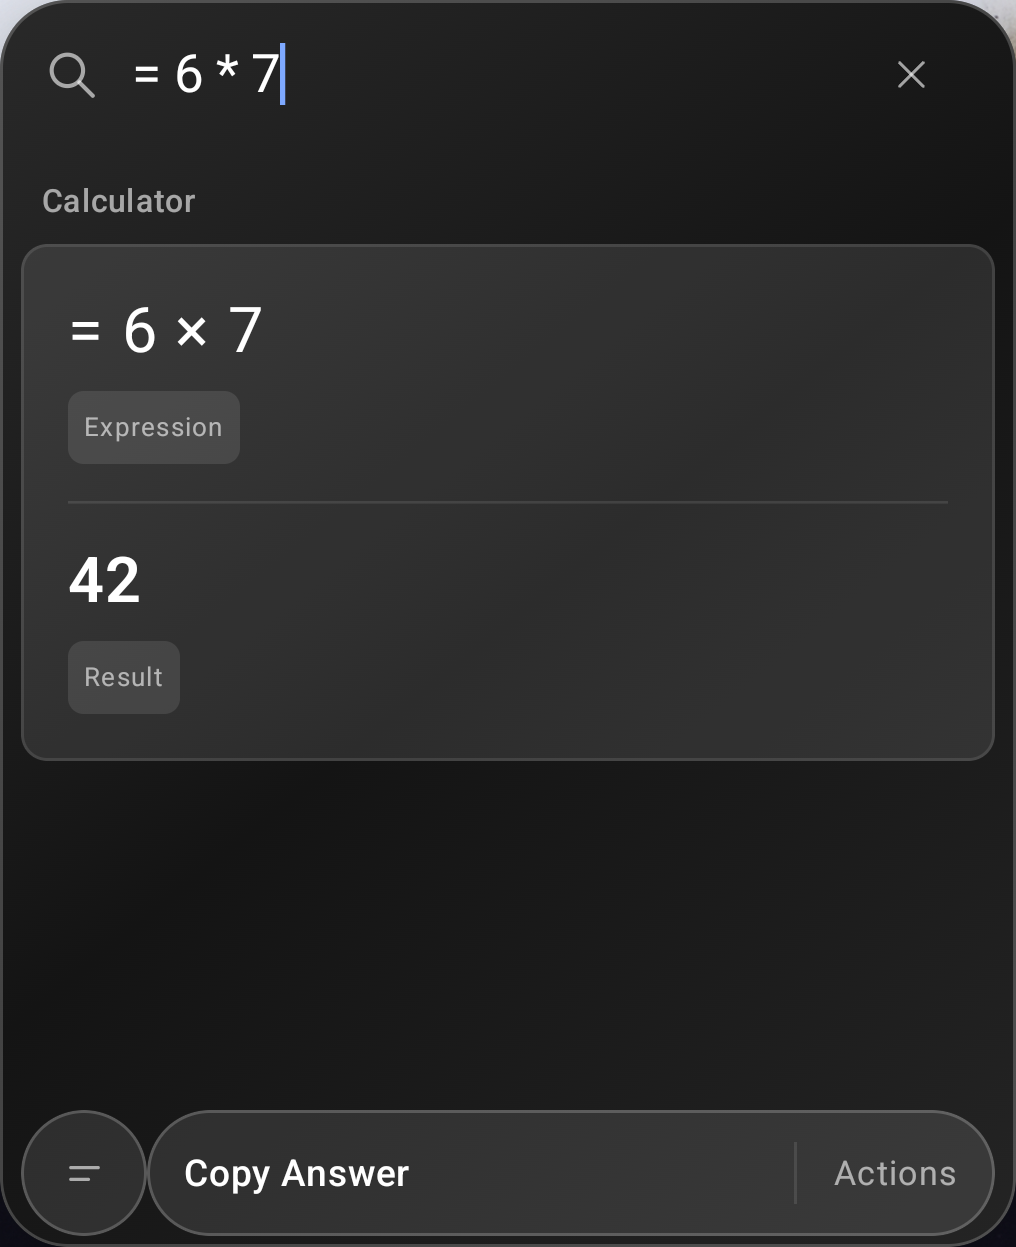 = 6 * 7
Calculator
= 6 × 7
Expression
42
Result
Copy Answer
Actions